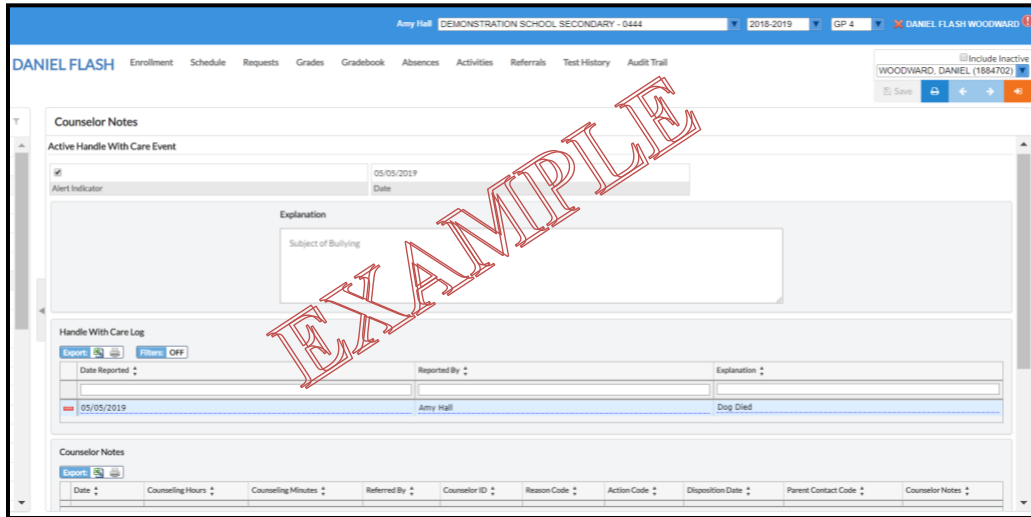 Amy Hall DEMONSTRATION SCHOOL SECONDARY - 0444 2018-2019 GP 4 DANIEL FLASH WOODWARD
DANIEL FLASH Enrollment Schedule Requests Grades Gradebook Absences Activities Referrals Test History Audit Trail
Include Inactive
WOODWARD, DANIEL (1884702)
Save
Counselor Notes
Active Handle With Care Event
05/05/2019
Alert Indicator Date
Explanation
Subject of Bullying
EXAMPLE
Handle With Care Log
Export: Filters: OFF
Date Reported Reported By Explanation
05/05/2019 Amy Hall Dog Died
Counselor Notes
Export:
Date Counseling Hours Counseling Minutes Referred By Counselor ID Reason Code Action Code Disposition Date Parent Contact Code Counselor Notes